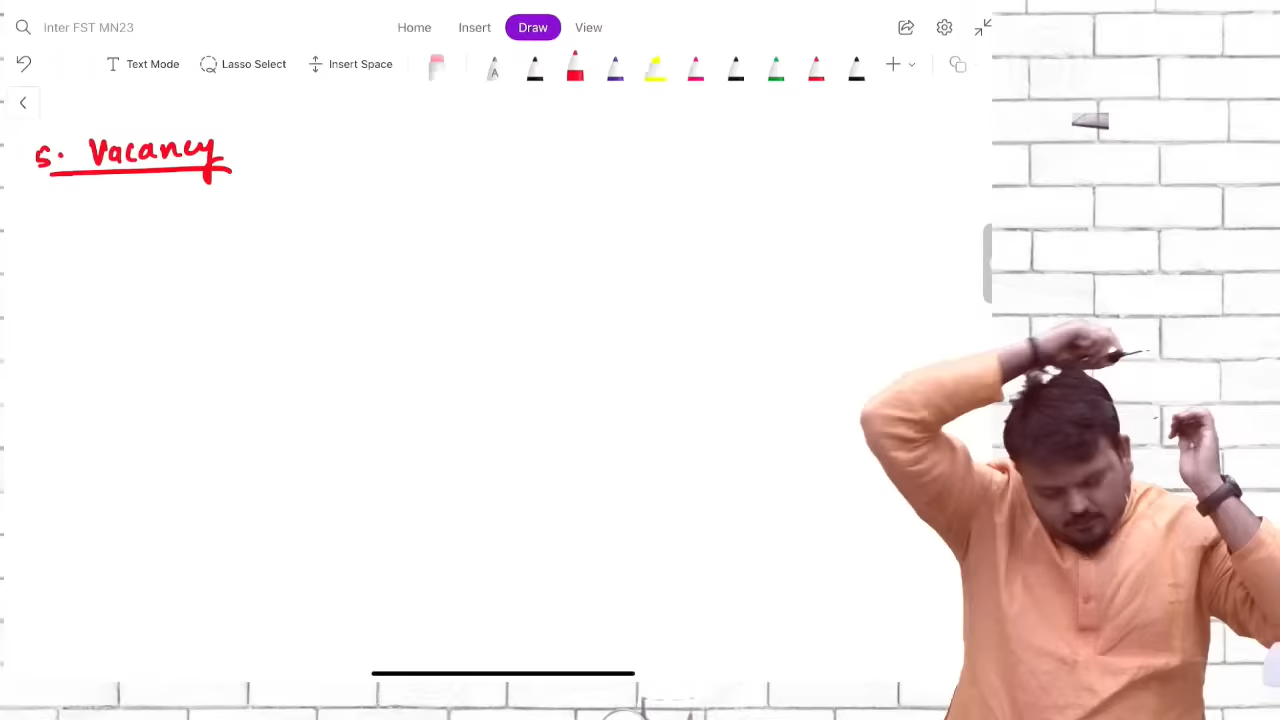 Inter FST MN23
Home Insert Draw View
Text Mode Lasso Select Insert Space
5. Vacancy